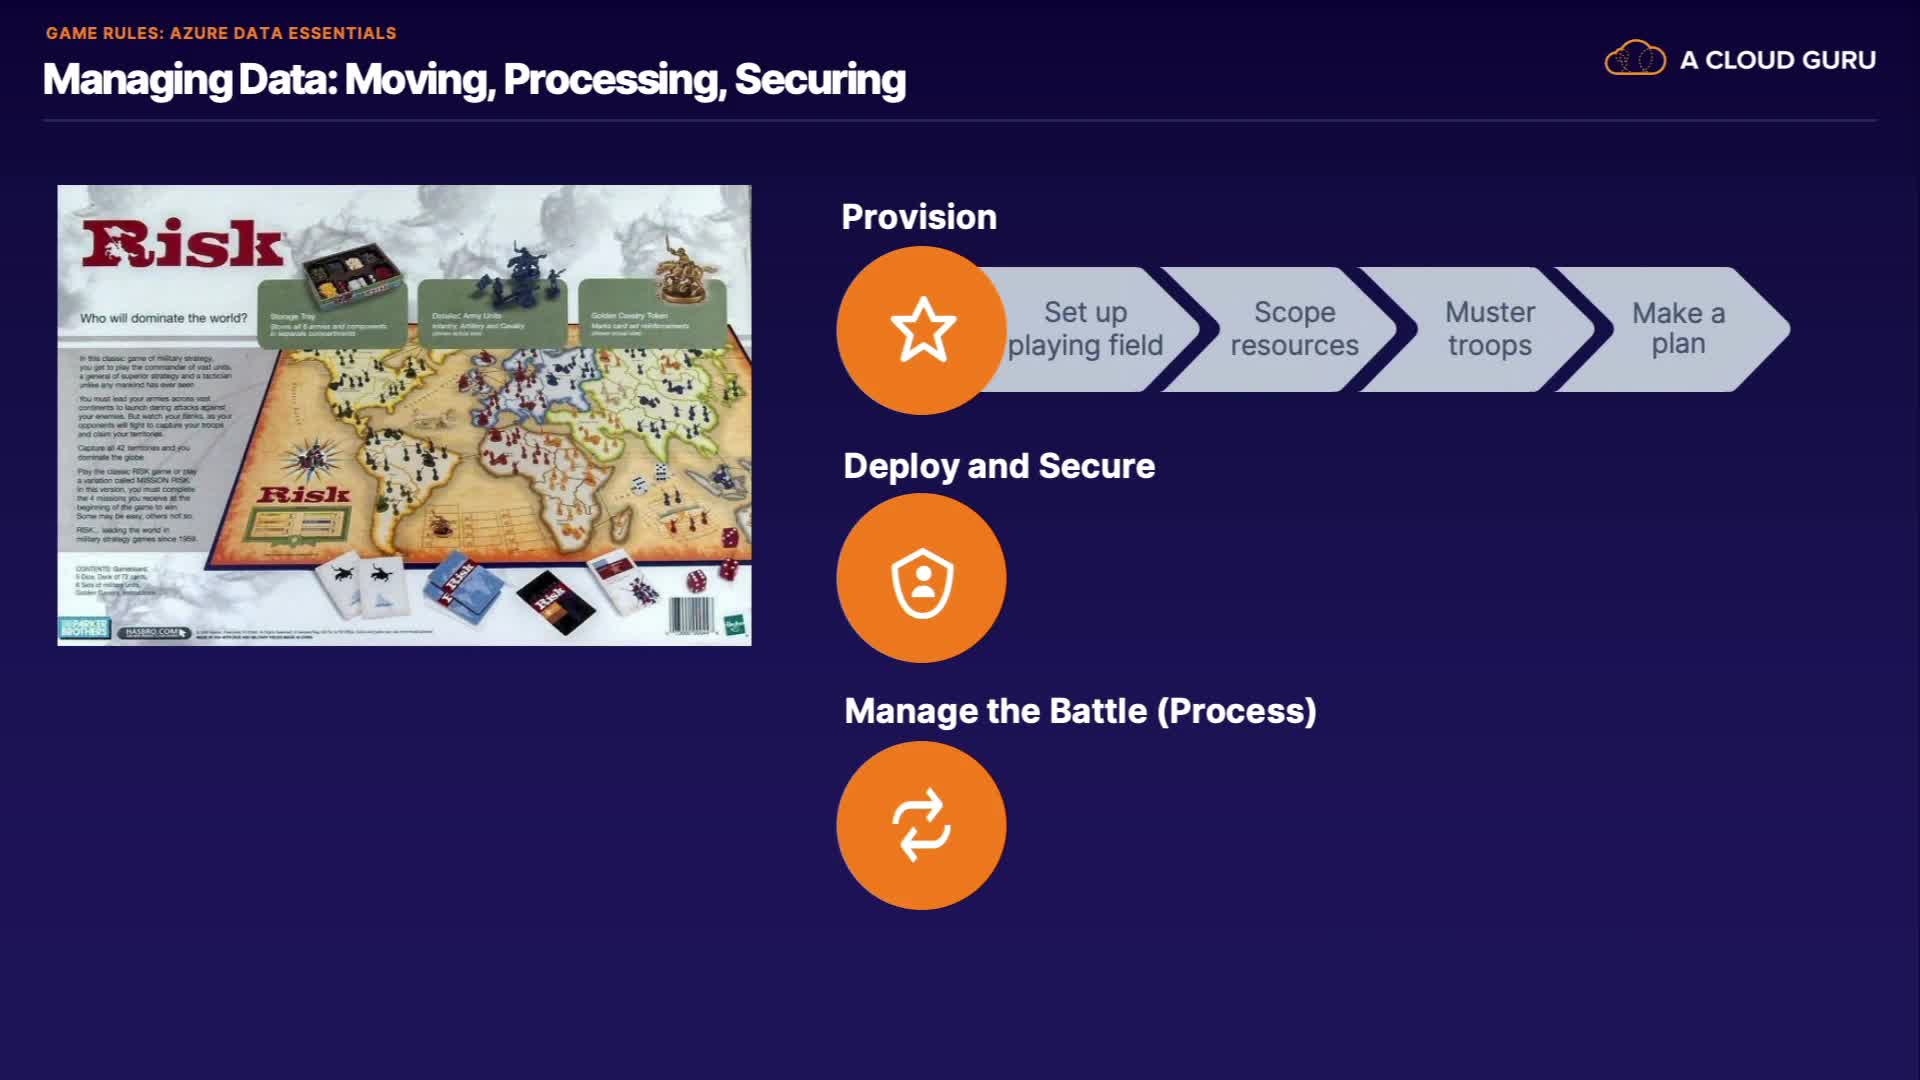 GAME RULES: AZURE DATA ESSENTIALS
Managing Data: Moving, Processing, Securing
A CLOUD GURU
Risk
Who will dominate the world?
Storage Tray
Stores all 6 armies and components
in separate compartments
Detailed Army Units
Infantry, Artillery and Cavalry
Golden Cavalry Token
Marks card set reinforcements
In this classic game of military strategy,
you get to play the commander of vast units,
a general of superior strategy and a tactician
unlike any mankind has ever seen.
You must lead your armies across vast
continents to launch daring attacks against
your enemies. But watch your flanks, as your
opponents will fight to capture your troops
and claim your territories.
Capture all 42 territories and you
dominate the globe.
Play the classic RISK game or play
a variation called MISSION RISK.
In this version, you must complete
the 4 missions you receive at the
beginning of the game to win.
Some may be easy, others not so.
RISK... leading the world in
military strategy games since 1959.
CONTENTS: Gameboard,
5 Dice, Deck of 72 cards,
6 Sets of military units,
Golden Cavalry, Instructions
Risk
Risk
Risk
PARKER
BROTHERS
HASBRO.COM
Hasbro
Provision
Set up
playing field
Scope
resources
Muster
troops
Make a
plan
Deploy and Secure
Manage the Battle (Process)